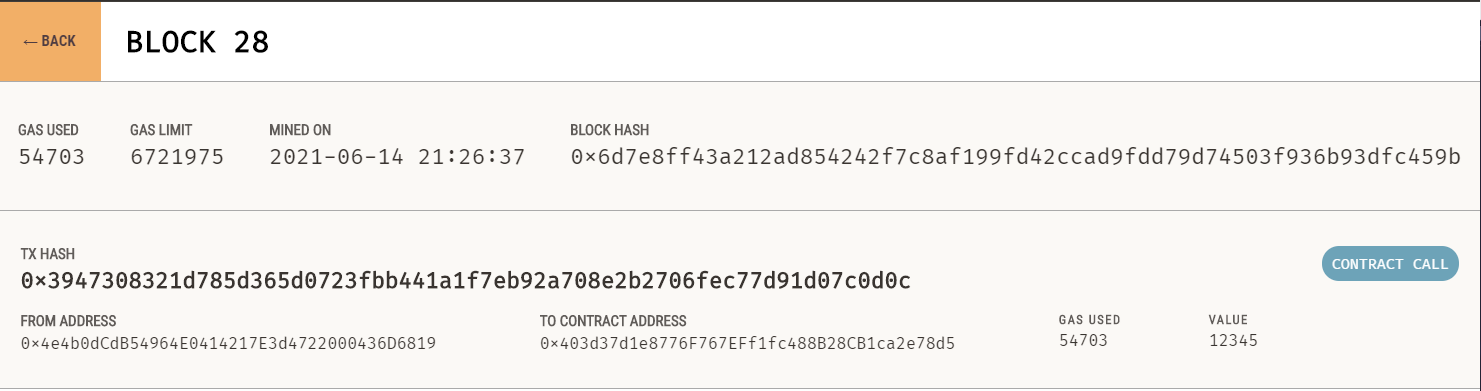 ← BACK BLOCK 28
GAS USED GAS LIMIT MINED ON BLOCK HASH
54703 6721975 2021-06-14 21:26:37 0×6d7e8ff43a212ad854242f7c8af199fd42ccad9fdd79d74503f936b93dfc459b
TX HASH
0×3947308321d785d365d0723fbb441a1f7eb92a708e2b2706fec77d91d07c0d0c
CONTRACT CALL
FROM ADDRESS TO CONTRACT ADDRESS GAS USED VALUE
0×4e4b0dCdB54964E0414217E3d4722000436D6819 0×403d37d1e8776F767EFf1fc488B28CB1ca2e78d5 54703 12345